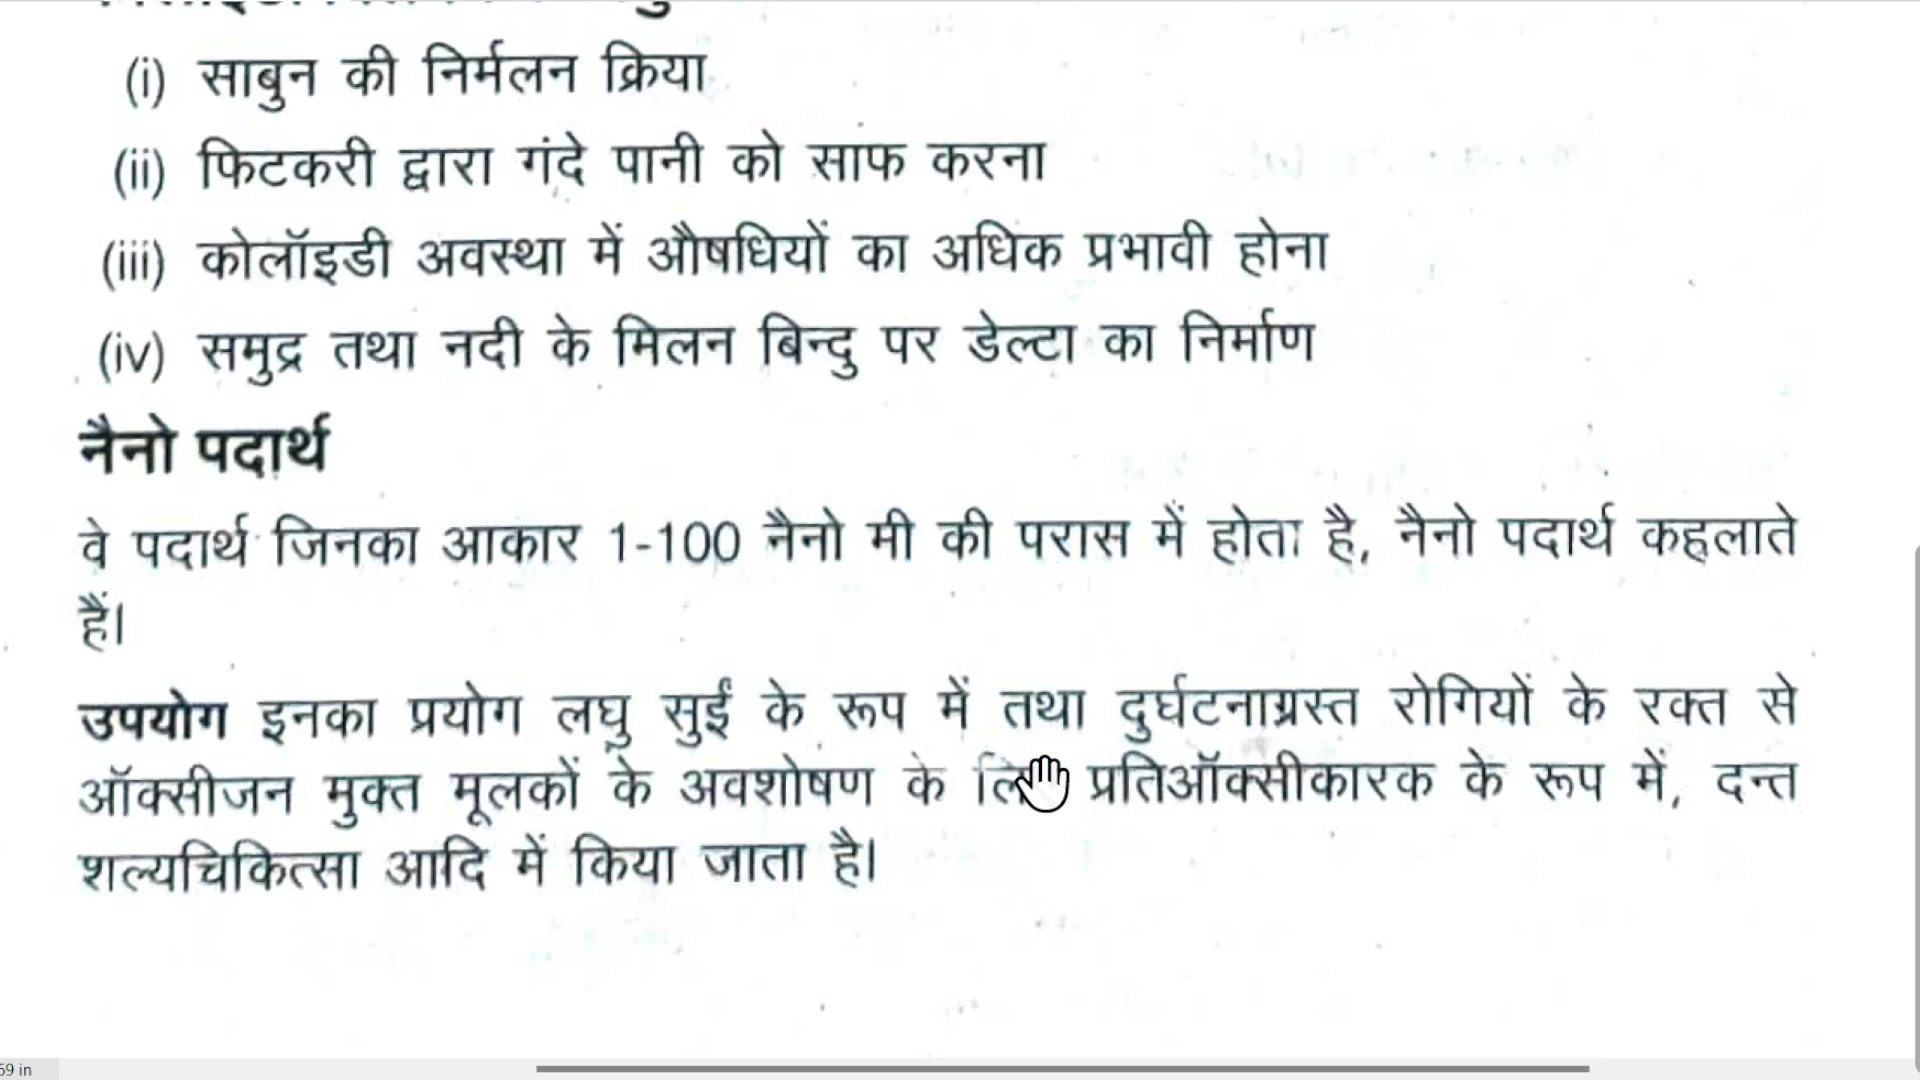 (i) साबुन की निर्मलन क्रिया
(ii) फिटकरी द्वारा गंदे पानी को साफ करना
(iii) कोलॉइडी अवस्था में औषधियों का अधिक प्रभावी होना
(iv) समुद्र तथा नदी के मिलन बिन्दु पर डेल्टा का निर्माण
नैनो पदार्थ
वे पदार्थ जिनका आकार 1-100 नैनो मी की परास में होता है, नैनो पदार्थ कहलाते
हैं।
उपयोग इनका प्रयोग लघु सुई के रूप में तथा दुर्घटनाग्रस्त रोगियों के रक्त से
ऑक्सीजन मुक्त मूलकों के अवशोषण के प्रतिऑक्सीकारक के रूप में, दन्त
शल्यचिकित्सा आदि में किया जाता है।
59 in